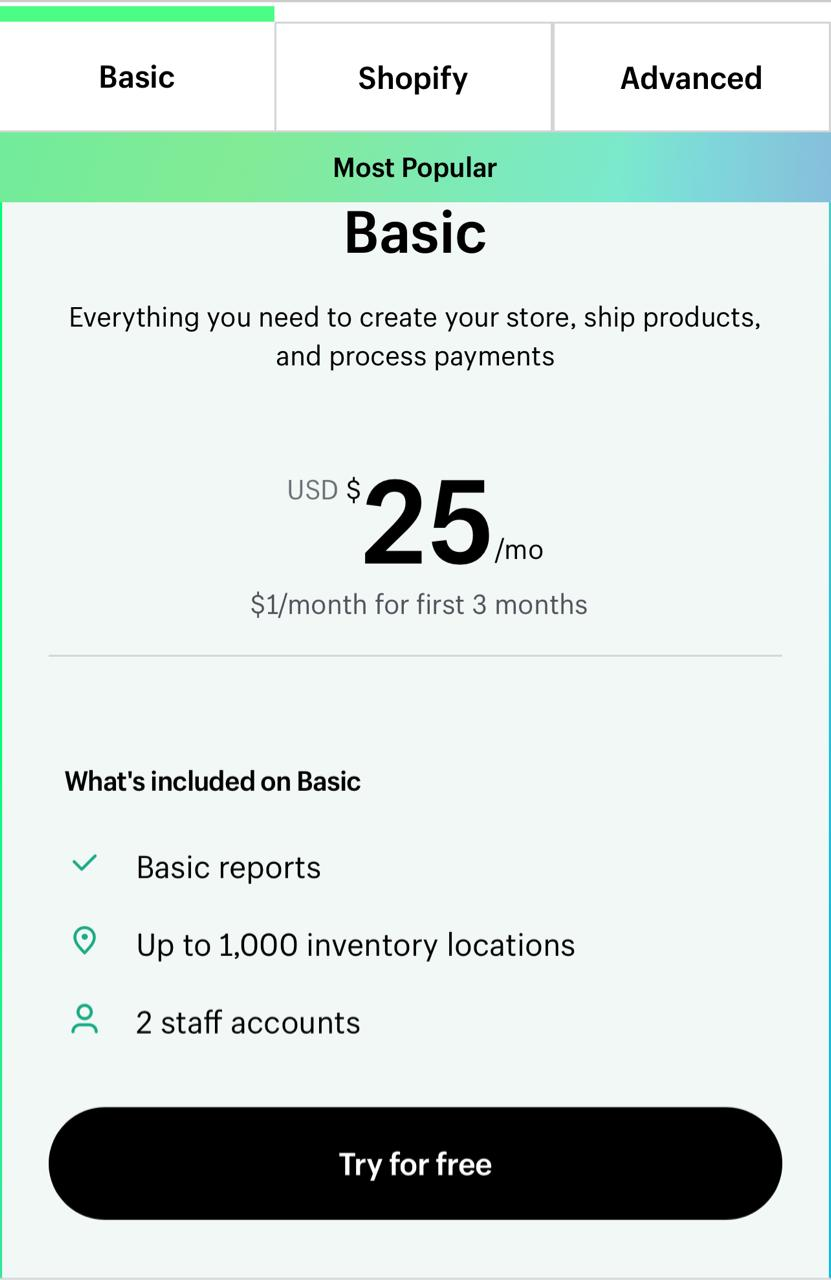 Basic
Shopify
Advanced
Most Popular
Basic
Everything you need to create your store, ship products,
and process payments
USD $25/mo
$1/month for first 3 months
What's included on Basic
Basic reports
Up to 1,000 inventory locations
2 staff accounts
Try for free